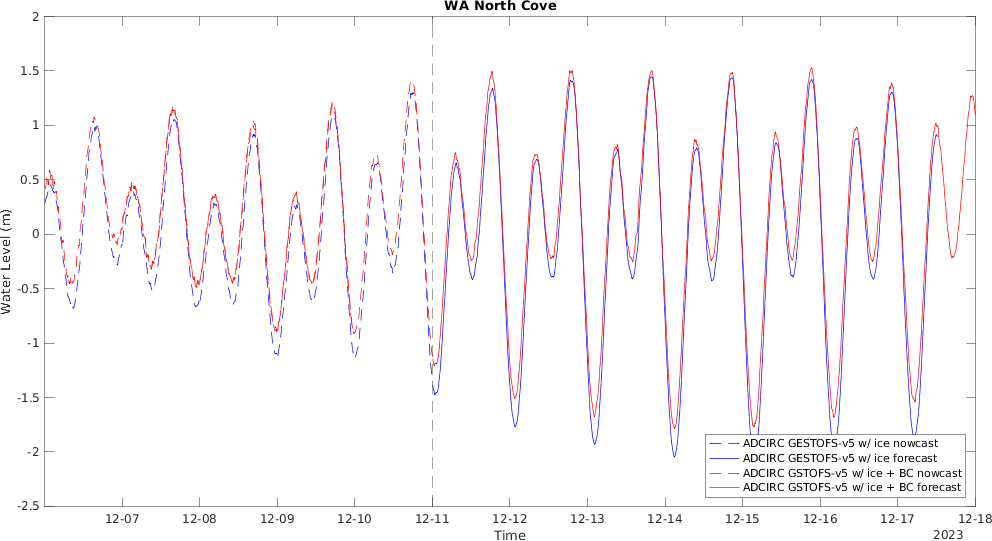 WA North Cove
2
1.5
1
0.5
0
-0.5
-1
-1.5
-2
-2.5
Water Level (m)
12-07 12-08 12-09 12-10 12-11 12-12 12-13 12-14 12-15 12-16 12-17 12-18
Time
2023
ADCIRC GESTOFS-v5 w/ ice nowcast
ADCIRC GESTOFS-v5 w/ ice forecast
ADCIRC GSTOFS-v5 w/ ice + BC nowcast
ADCIRC GSTOFS-v5 w/ ice + BC forecast